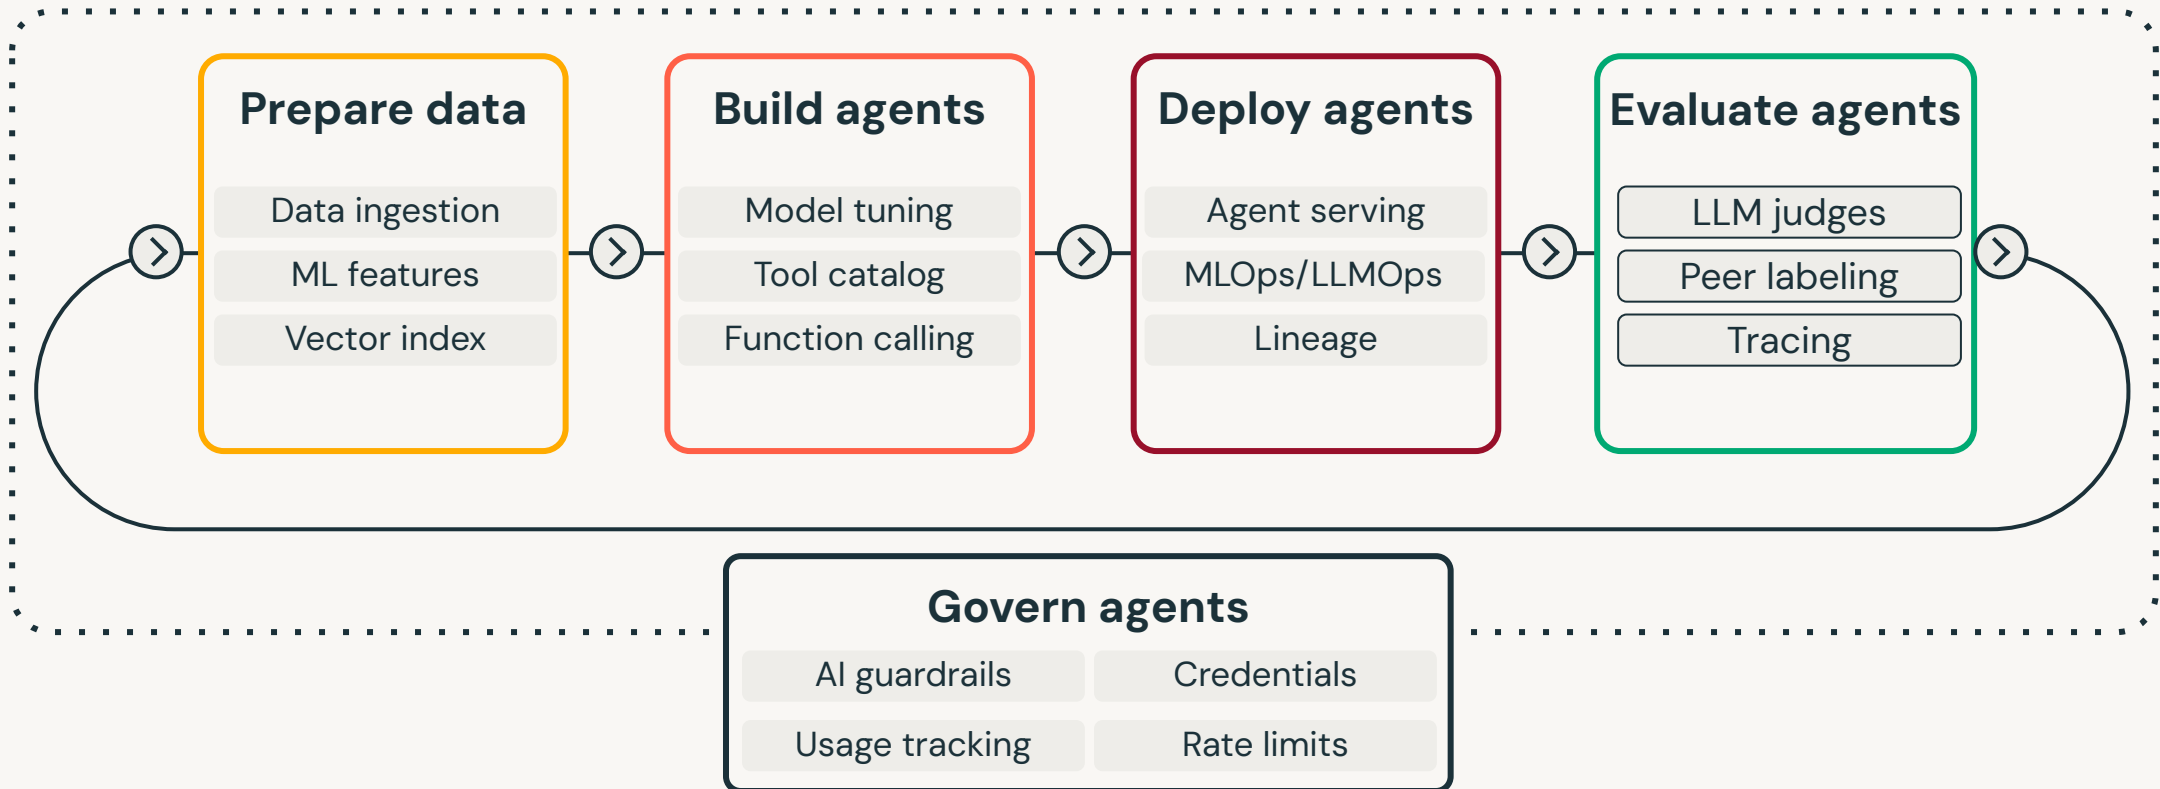 Prepare data
Data ingestion
ML features
Vector index
Build agents
Model tuning
Tool catalog
Function calling
Deploy agents
Agent serving
MLOps/LLMOps
Lineage
Evaluate agents
LLM judges
Peer labeling
Tracing
Govern agents
AI guardrails
Credentials
Usage tracking
Rate limits